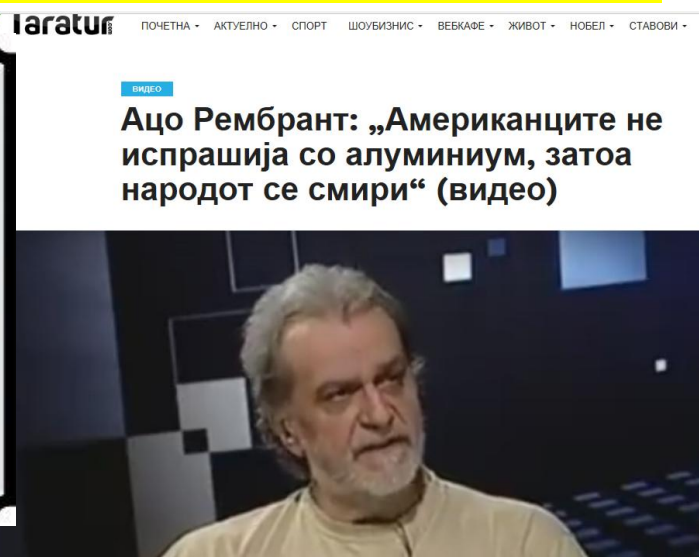 Taratur
ПОЧЕТНА АКТУЕЛНО СПОРТ ШОУБИЗНИС ВЕБКАФЕ ЖИВОТ НОБЕЛ СТАВОВИ
ВИДЕО
Ацо Рембрант: „Американците не
испрашија со алуминиум, затоа
народот се смири“ (видео)